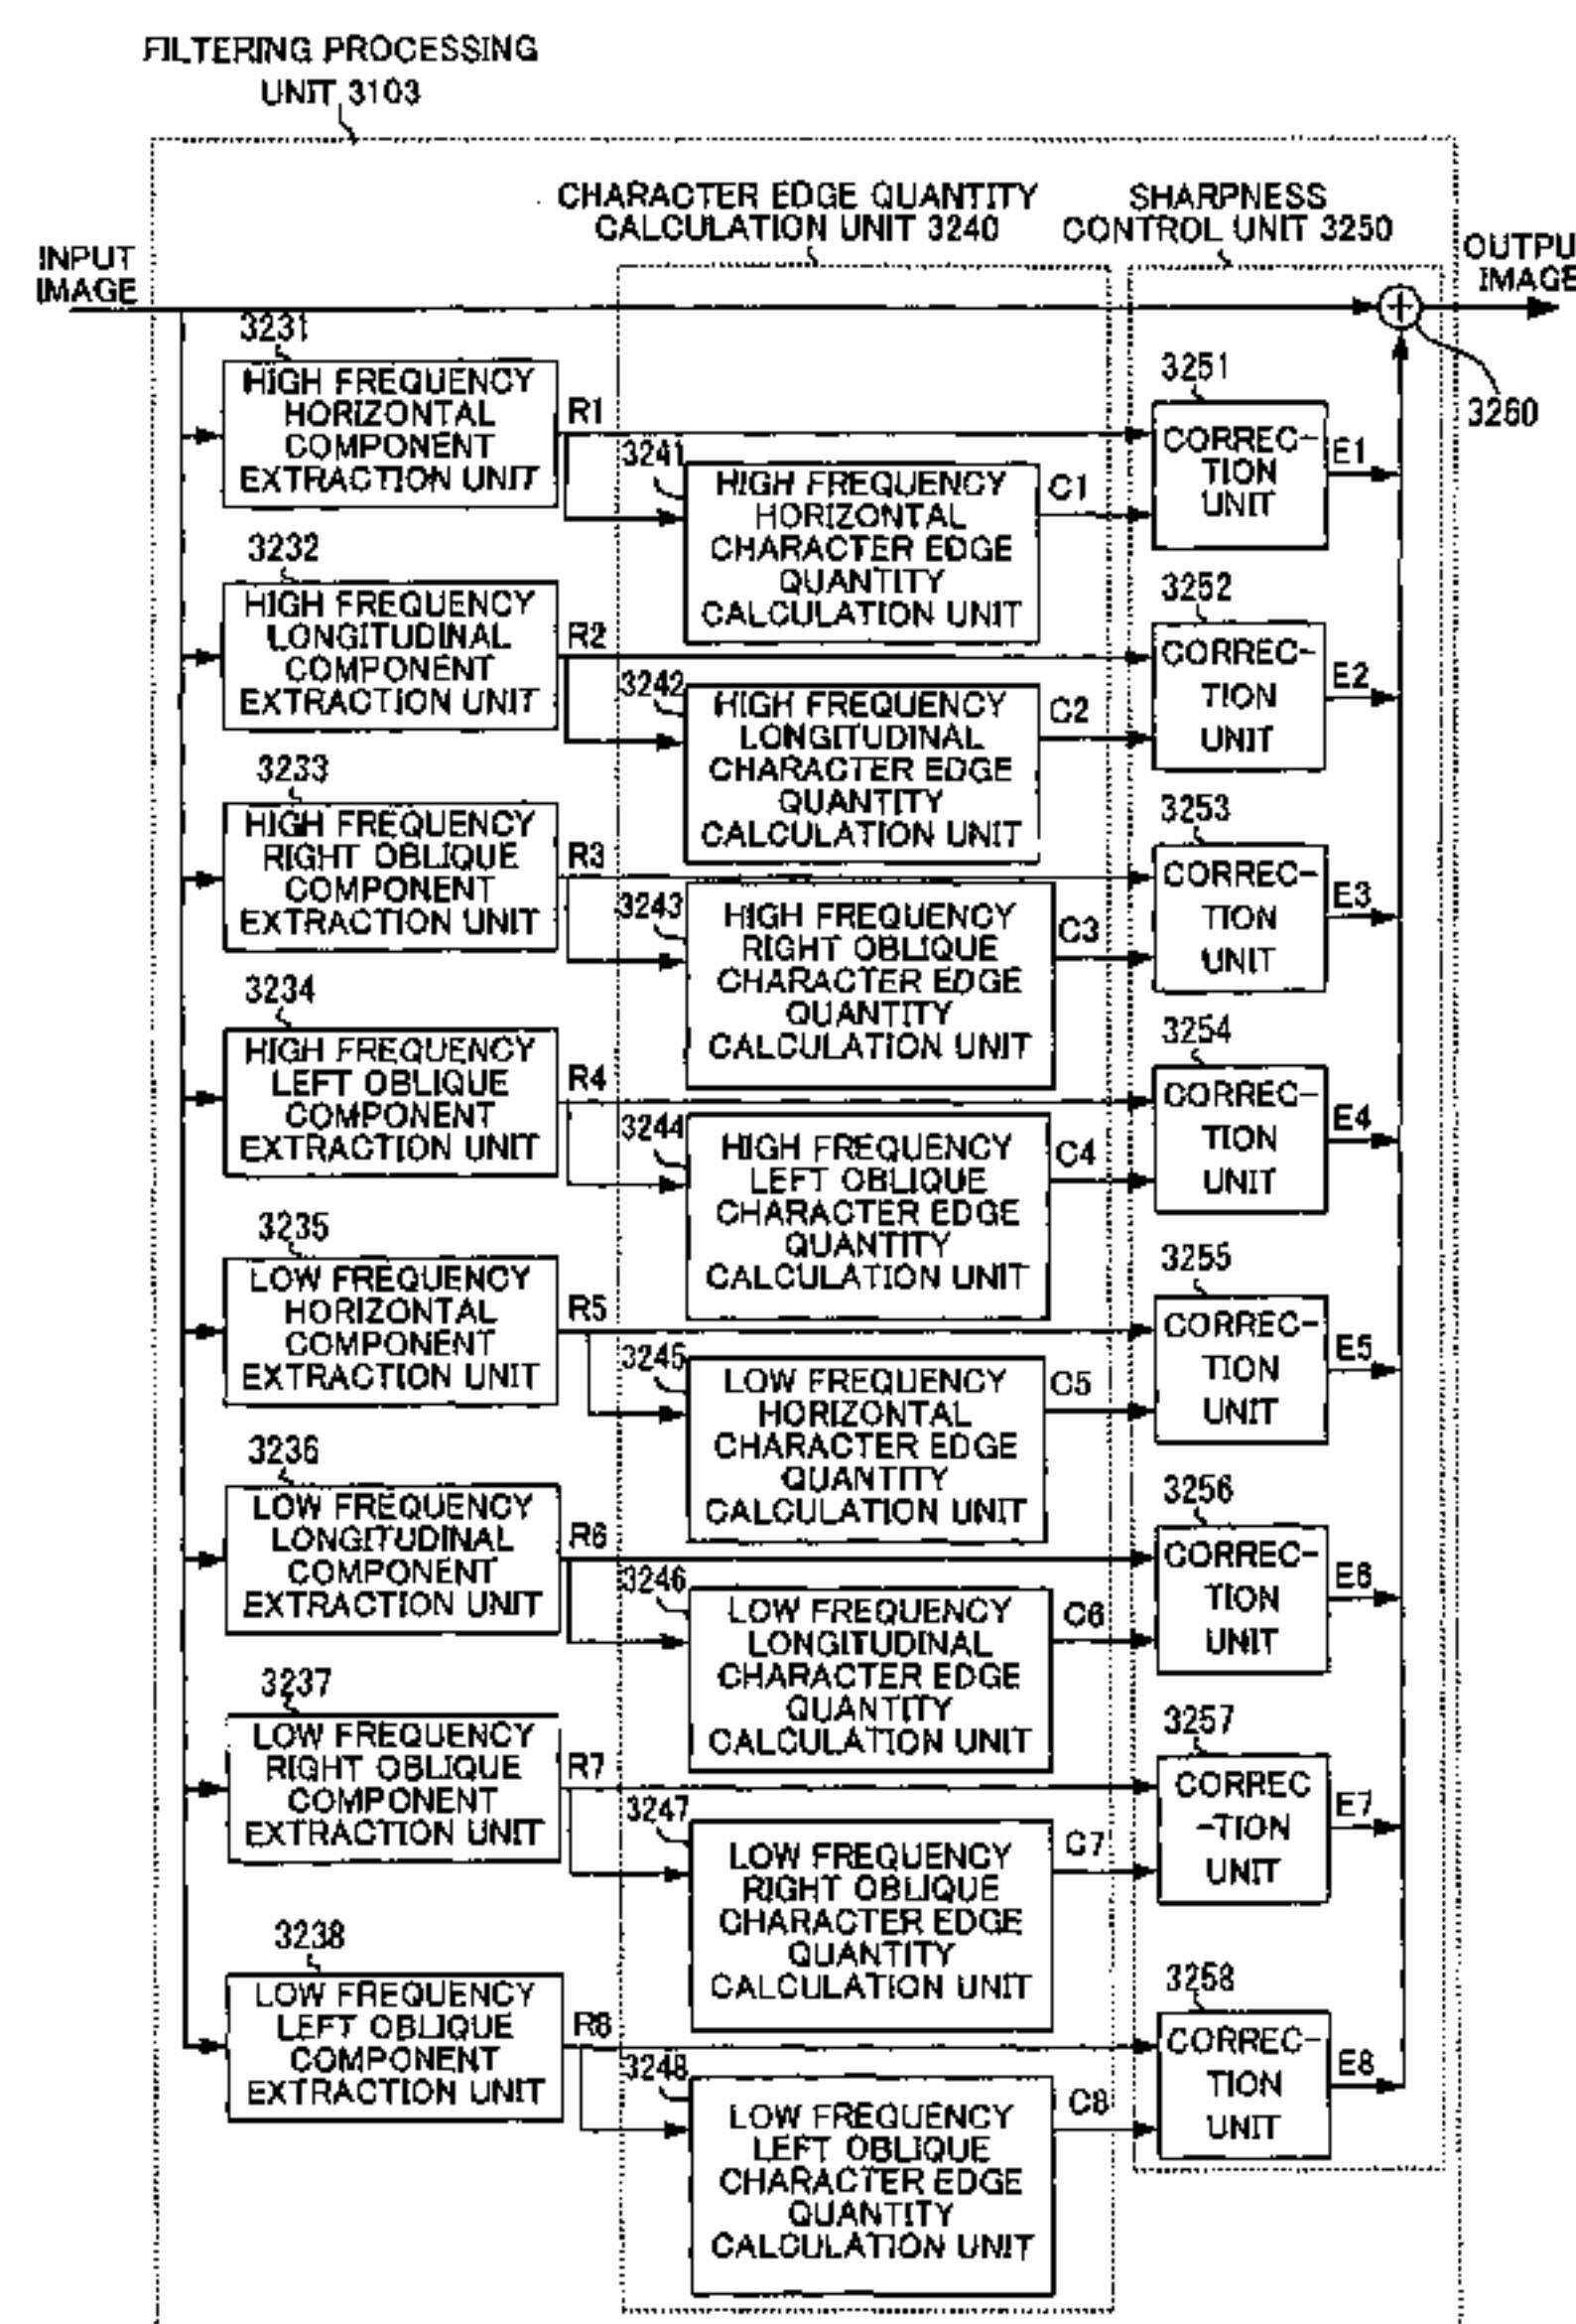 FILTERING PROCESSING
UNIT 3103
CHARACTER EDGE QUANTITY
CALCULATION UNIT 3240
SHARPNESS
CONTROL UNIT 3250
INPUT
IMAGE
OUTPU
IMAGE
3260
3231
HIGH FREQUENCY
HORIZONTAL
COMPONENT
EXTRACTION UNIT
R1
3241
HIGH FREQUENCY
HORIZONTAL
CHARACTER EDGE
QUANTITY
CALCULATION UNIT
C1
3251
CORREC-
TION
UNIT
E1
3232
HIGH FREQUENCY
LONGITUDINAL
COMPONENT
EXTRACTION UNIT
R2
3242
HIGH FREQUENCY
LONGITUDINAL
CHARACTER EDGE
QUANTITY
CALCULATION UNIT
C2
3252
CORREC-
TION
UNIT
E2
3233
HIGH FREQUENCY
RIGHT OBLIQUE
COMPONENT
EXTRACTION UNIT
R3
3243
HIGH FREQUENCY
RIGHT OBLIQUE
CHARACTER EDGE
QUANTITY
CALCULATION UNIT
C3
3253
CORREC-
TION
UNIT
E3
3234
HIGH FREQUENCY
LEFT OBLIQUE
COMPONENT
EXTRACTION UNIT
R4
3244
HIGH FREQUENCY
LEFT OBLIQUE
CHARACTER EDGE
QUANTITY
CALCULATION UNIT
C4
3254
CORREC-
TION
UNIT
E4
3235
LOW FREQUENCY
HORIZONTAL
COMPONENT
EXTRACTION UNIT
R5
3245
LOW FREQUENCY
HORIZONTAL
CHARACTER EDGE
QUANTITY
CALCULATION UNIT
C5
3255
CORREC-
TION
UNIT
E5
3236
LOW FREQUENCY
LONGITUDINAL
COMPONENT
EXTRACTION UNIT
R6
3246
LOW FREQUENCY
LONGITUDINAL
CHARACTER EDGE
QUANTITY
CALCULATION UNIT
C6
3256
CORREC-
TION
UNIT
E6
3237
LOW FREQUENCY
RIGHT OBLIQUE
COMPONENT
EXTRACTION UNIT
R7
3247
LOW FREQUENCY
RIGHT OBLIQUE
CHARACTER EDGE
QUANTITY
CALCULATION UNIT
C7
3257
CORREC
-TION
UNIT
E7
3238
LOW FREQUENCY
LEFT OBLIQUE
COMPONENT
EXTRACTION UNIT
R8
3248
LOW FREQUENCY
LEFT OBLIQUE
CHARACTER EDGE
QUANTITY
CALCULATION UNIT
C8
3258
CORREC-
TION
UNIT
E8